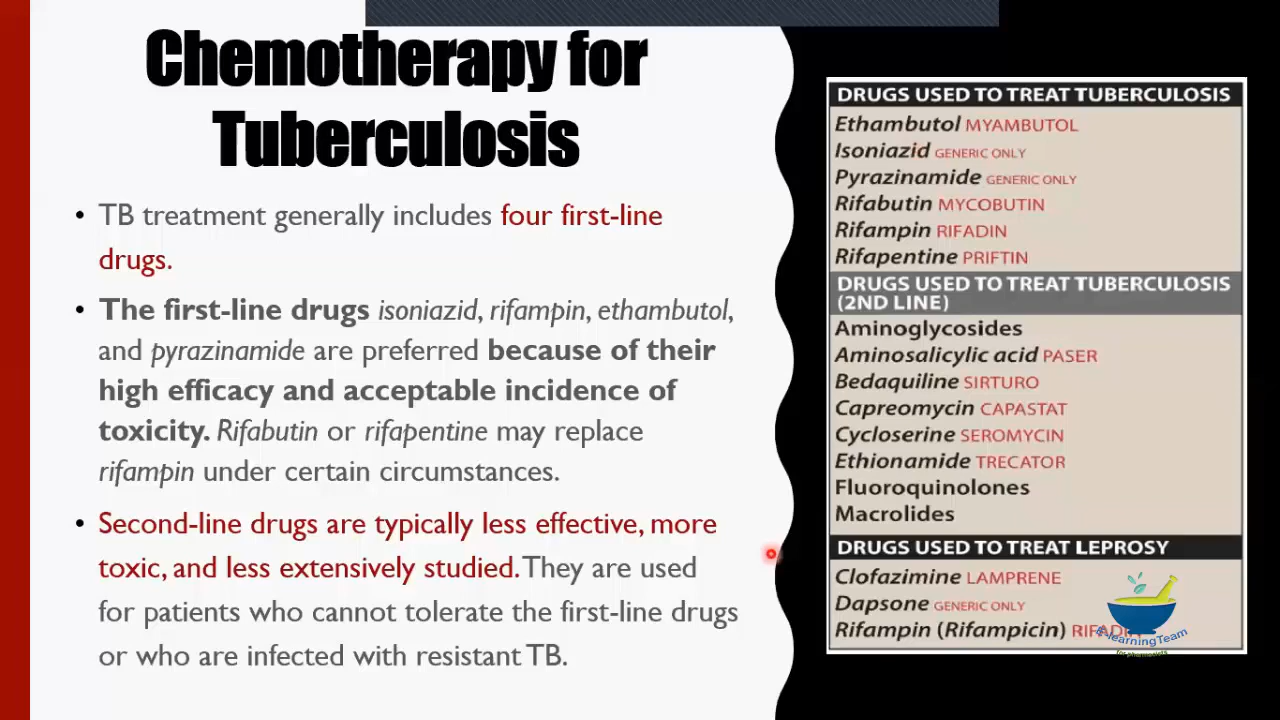 Chemotherapy for
Tuberculosis
• TB treatment generally includes four first-line
drugs.
• The first-line drugs isoniazid, rifampin, ethambutol,
and pyrazinamide are preferred because of their
high efficacy and acceptable incidence of
toxicity. Rifabutin or rifapentine may replace
rifampin under certain circumstances.
• Second-line drugs are typically less effective, more
toxic, and less extensively studied. They are used
for patients who cannot tolerate the first-line drugs
or who are infected with resistant TB.
DRUGS USED TO TREAT TUBERCULOSIS
Ethambutol MYAMBUTOL
Isoniazid GENERIC ONLY
Pyrazinamide GENERIC ONLY
Rifabutin MYCOBUTIN
Rifampin RIFADIN
Rifapentine PRIFTIN
DRUGS USED TO TREAT TUBERCULOSIS
(2ND LINE)
Aminoglycosides
Aminosalicylic acid PASER
Bedaquiline SIRTURO
Capreomycin CAPASTAT
Cycloserine SEROMYCIN
Ethionamide TRECATOR
Fluoroquinolones
Macrolides
DRUGS USED TO TREAT LEPROSY
Clofazimine LAMPRENE
Dapsone GENERIC ONLY
Rifampin (Rifampicin)
E-learningTeam
for pharmacists